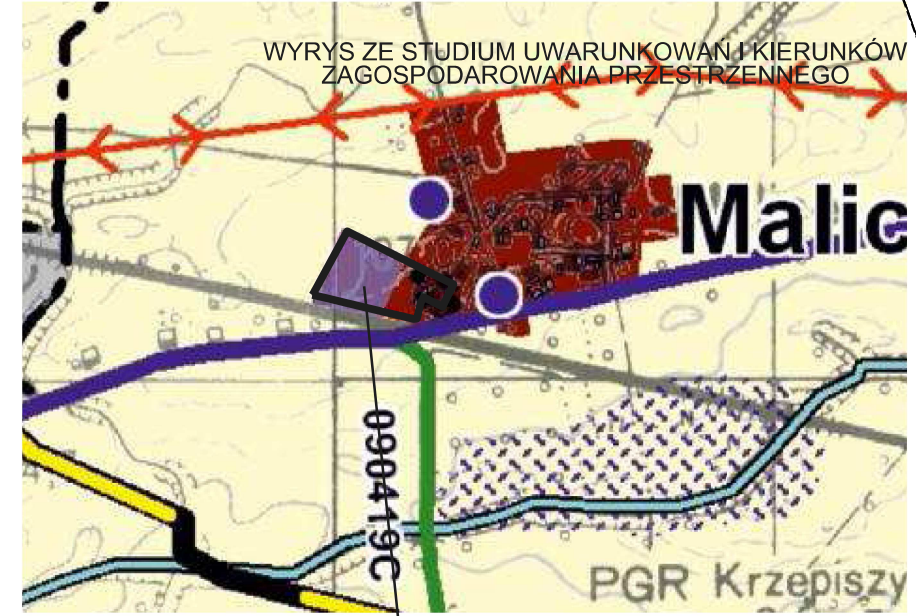 WYRYS ZE STUDIUM UWARUNKOWAŃ I KIERUNKÓW
ZAGOSPODAROWANIA PRZESTRZENNEGO
Malic
090419C
PGR Krzepiszy